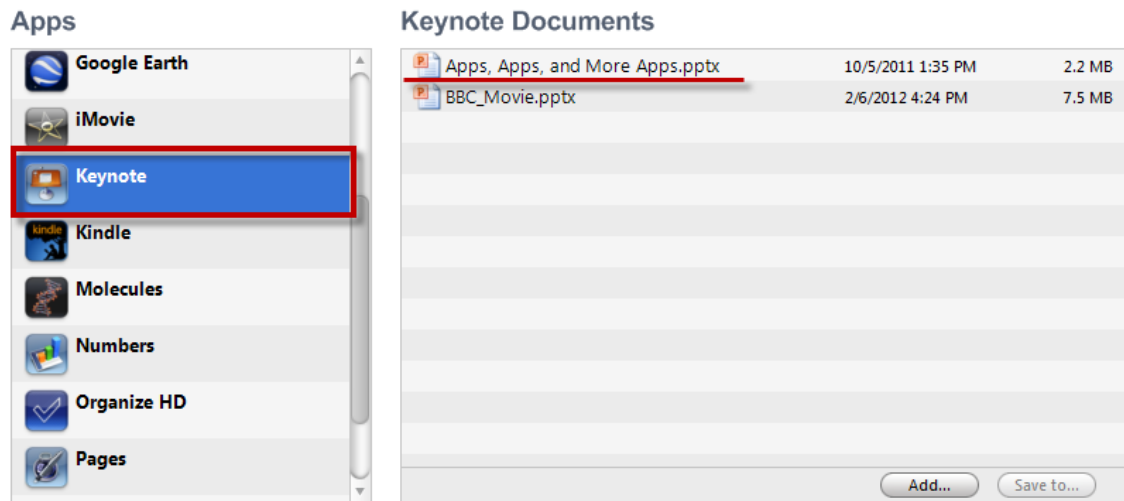 Apps
Google Earth
iMovie
Keynote
kindle
Kindle
Molecules
Numbers
Organize HD
Pages
Keynote Documents
P Apps, Apps, and More Apps.pptx 10/5/2011 1:35 PM 2.2 MB
P BBC_Movie.pptx 2/6/2012 4:24 PM 7.5 MB
Add... Save to...